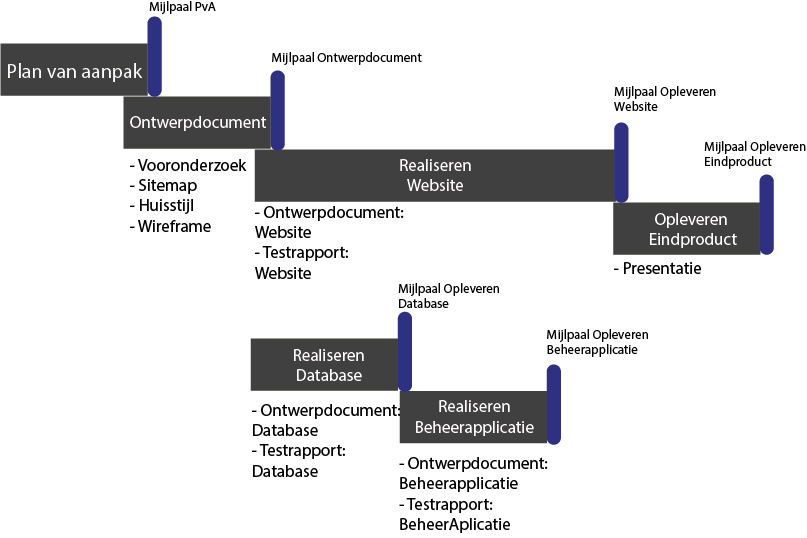 Mijlpaal PvA
Plan van aanpak
Mijlpaal Ontwerpdocument
Ontwerpdocument
- Vooronderzoek
- Sitemap
- Huisstijl
- Wireframe
Mijlpaal Opleveren
Website
Realiseren
Website
- Ontwerpdocument:
Website
- Testrapport:
Website
Mijlpaal Opleveren
Eindproduct
Opleveren
Eindproduct
- Presentatie
Mijlpaal Opleveren
Database
Realiseren
Database
- Ontwerpdocument:
Database
- Testrapport:
Database
Mijlpaal Opleveren
Beheerapplicatie
Realiseren
Beheerapplicatie
- Ontwerpdocument:
Beheerapplicatie
- Testrapport:
BeheerAplicatie